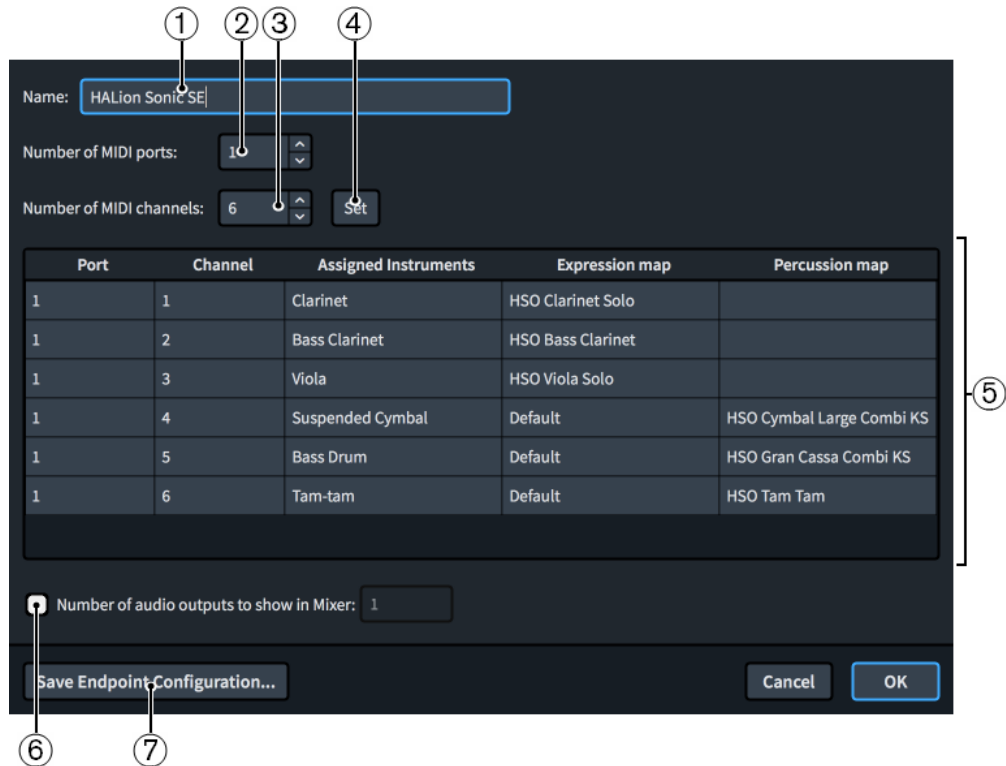 ① ② ③ ④
Name: HALion Sonic SE
Number of MIDI ports: 1
Number of MIDI channels: 6 Set
Port Channel Assigned Instruments Expression map Percussion map
1 1 Clarinet HSO Clarinet Solo
1 2 Bass Clarinet HSO Bass Clarinet
1 3 Viola HSO Viola Solo
⑤
1 4 Suspended Cymbal Default HSO Cymbal Large Combi KS
1 5 Bass Drum Default HSO Gran Cassa Combi KS
1 6 Tam-tam Default HSO Tam Tam
Number of audio outputs to show in Mixer: 1
Save Endpoint Configuration... Cancel OK
⑥ ⑦